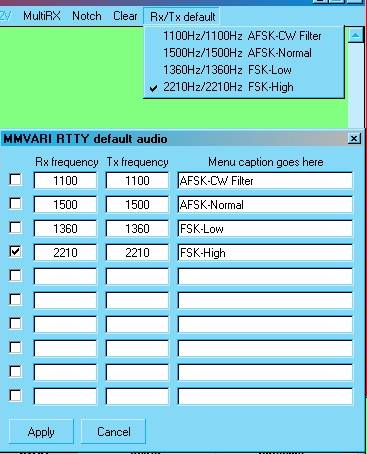 2V MultiRX Notch Clear Rx/Tx default
1100Hz/1100Hz AFSK-CW Filter
1500Hz/1500Hz AFSK-Normal
1360Hz/1360Hz FSK-Low
2210Hz/2210Hz FSK-High
MMVARI RTTY default audio
Rx frequency Tx frequency Menu caption goes here
1100 1100 AFSK-CW Filter
1500 1500 AFSK-Normal
1360 1360 FSK-Low
2210 2210 FSK-High
Apply Cancel